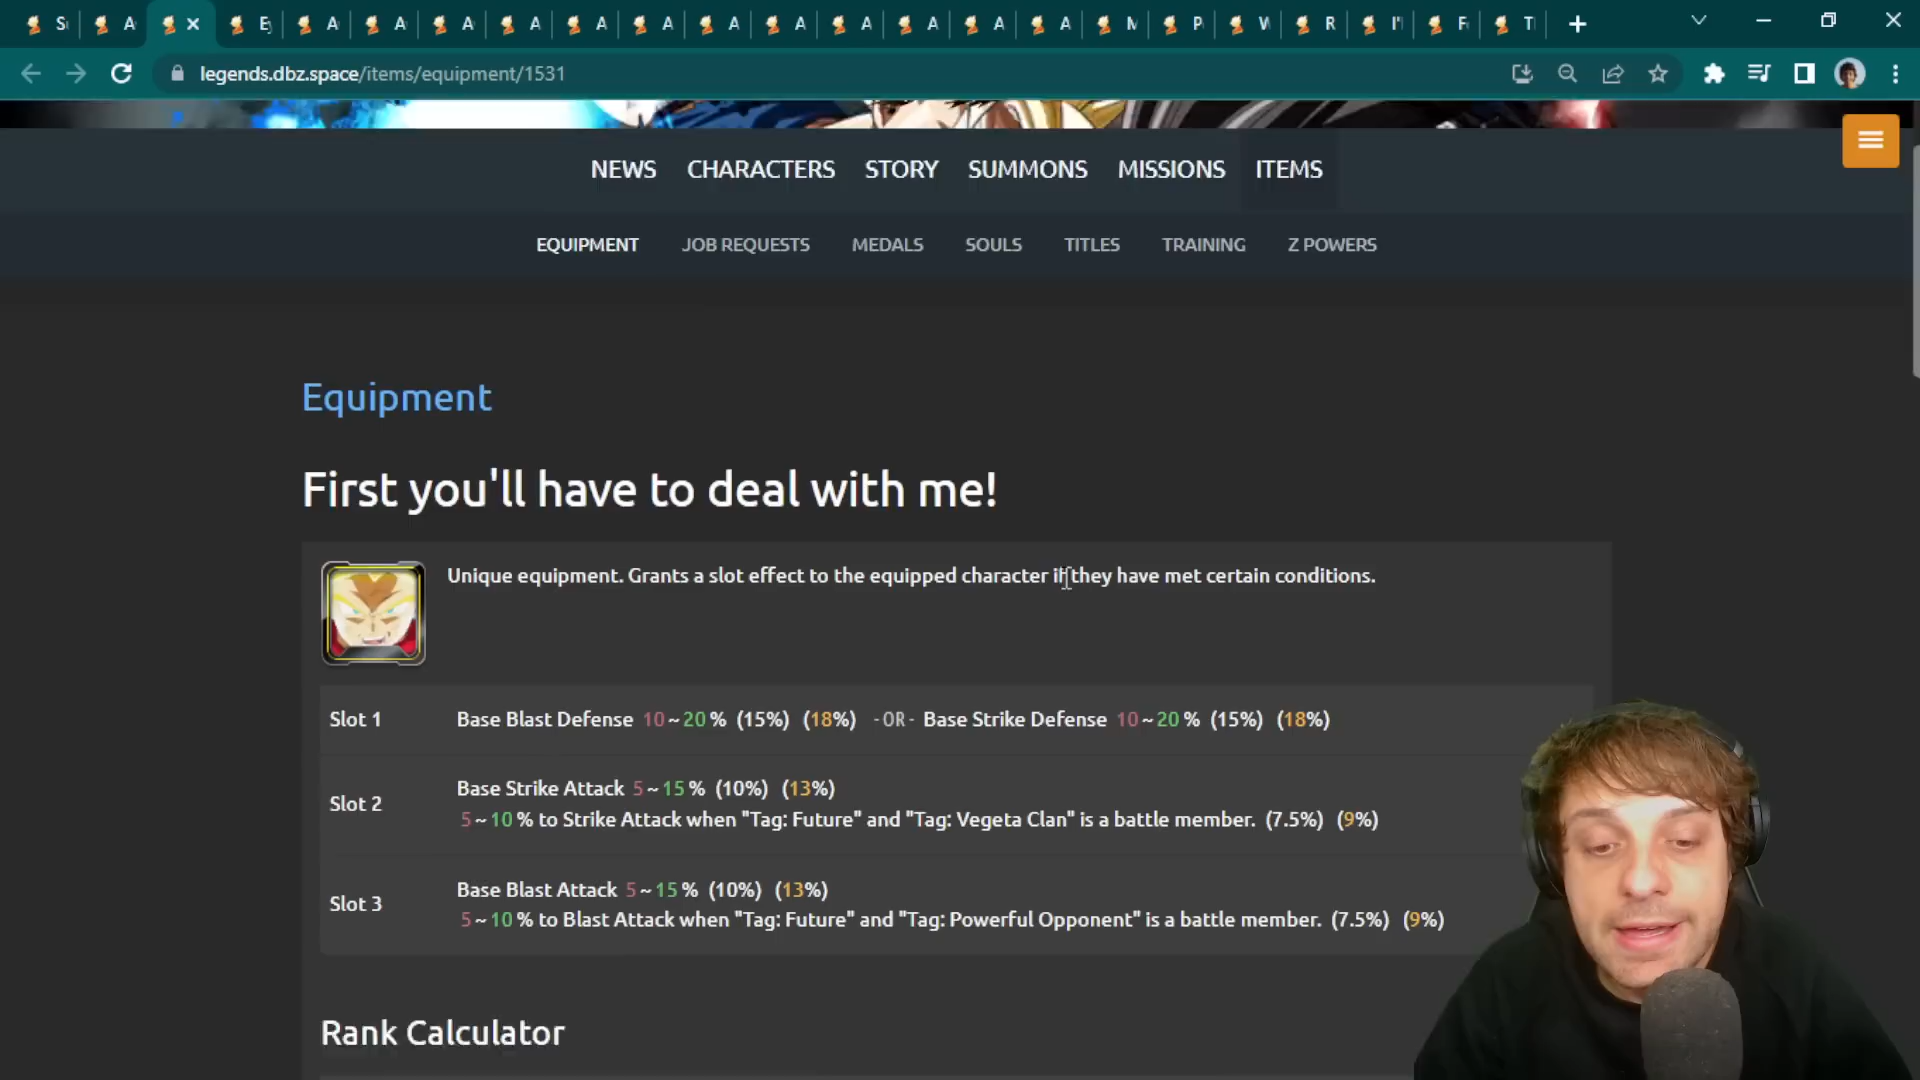 S
A
E
A
A
A
A
A
A
A
A
A
A
A
A
M
P
W
R
I'
F
T
legends.dbz.space/items/equipment/1531
NEWS CHARACTERS STORY SUMMONS MISSIONS ITEMS
EQUIPMENT JOB REQUESTS MEDALS SOULS TITLES TRAINING Z POWERS
Equipment
First you'll have to deal with me!
Unique equipment. Grants a slot effect to the equipped character if they have met certain conditions.
Slot 1 Base Blast Defense 10~20 % (15%) (18%) -OR- Base Strike Defense 10~20 % (15%) (18%)
Slot 2
Base Strike Attack 5~15 % (10%) (13%)
5~10 % to Strike Attack when "Tag: Future" and "Tag: Vegeta Clan" is a battle member. (7.5%) (9%)
Slot 3
Base Blast Attack 5~15 % (10%) (13%)
5~10 % to Blast Attack when "Tag: Future" and "Tag: Powerful Opponent" is a battle member. (7.5%) (9%)
Rank Calculator